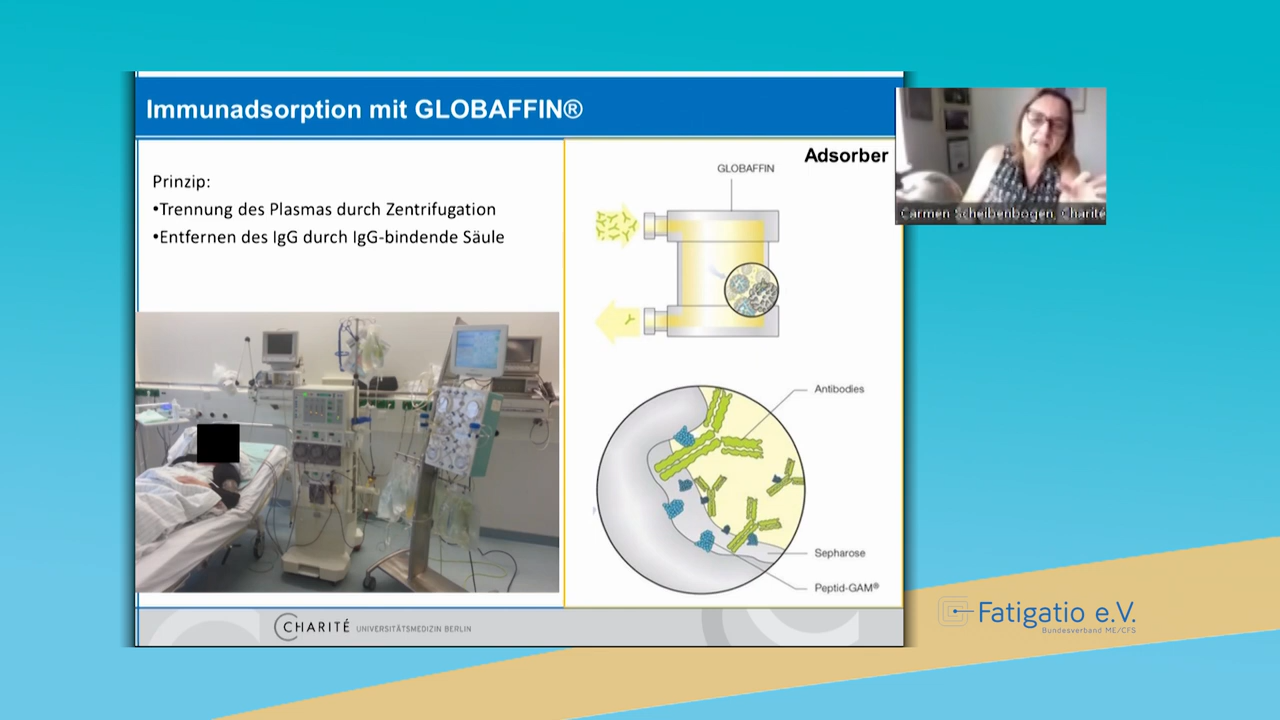 Immunadsorption mit GLOBAFFIN®
Prinzip:
•Trennung des Plasmas durch Zentrifugation
•Entfernen des IgG durch IgG-bindende Säule
Adsorber
GLOBAFFIN
Antibodies
Sepharose
Peptid-GAM®
CHARITÉ UNIVERSITÄTSMEDIZIN BERLIN
Carmen Scheibenbogen, Charité
Fatigatio e.V.
Bundesverband ME/CFS